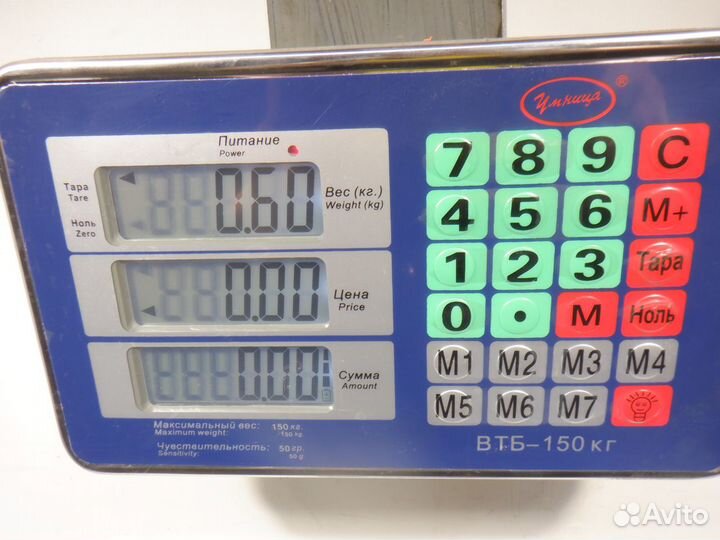 Умница ®
Питание
Power
Тара
Tare
0.60
Вес (кг.)
Weight (kg)
Ноль
Zero
0.00
Цена
Price
0.00
Сумма
Amount
Максимальный вес: 150 кг.
Maximum weight: 150 kg.
Чувствительность: 50 гр.
Sensitivity: 50 g
7 8 9 C
4 5 6 M+
1 2 3 Тара
0 • M Ноль
M1 M2 M3 M4
M5 M6 M7
ВТБ-150 кг
Avito